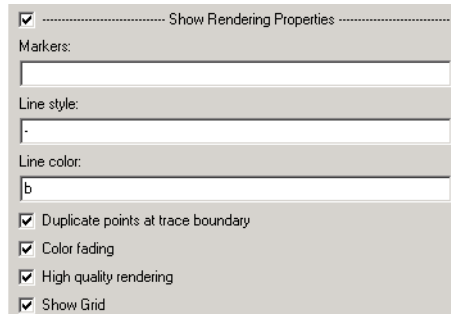 ---------------------------- Show Rendering Properties --------------------------
Markers:
Line style:
-
Line color:
b
Duplicate points at trace boundary
Color fading
High quality rendering
Show Grid